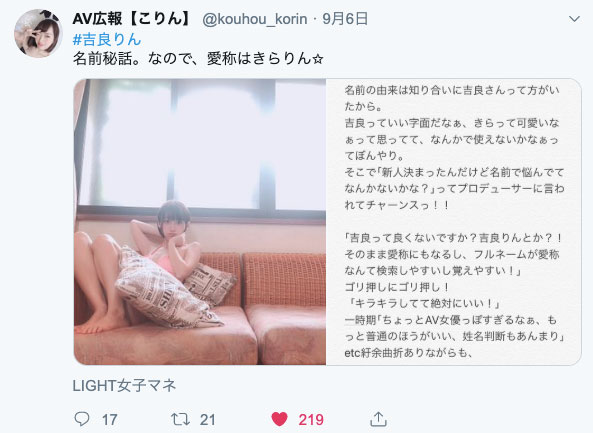 AV広報【こりん】 @kouhou_korin · 9月6日
#吉良りん
名前秘話。なので、愛称はきらりん☆
名前の由来は知り合いに吉良さんって方がい
たから。
吉良っていい字面だなぁ、きらって可愛いな
ぁって思ってて、なんかで使えないかなぁっ
てぼんやり。
そこで「新人決まったんだけど名前で悩んでて
なんかないかな？」ってプロデューサーに言わ
れてチャーンスっ！！
「吉良って良くないですか？吉良りんとか？！
そのまま愛称にもなるし、フルネームが愛称
なんて検索しやすいし覚えやすい！」
ゴリ押しにゴリ押し！
「キラキラしてて絶対にいい！」
一時期「ちょっとAV女優っぽすぎるなぁ、も
っと普通のほうがいい、姓名判断もあんまり」
etc紆余曲折ありながらも、
LIGHT女子マネ
17
21
219